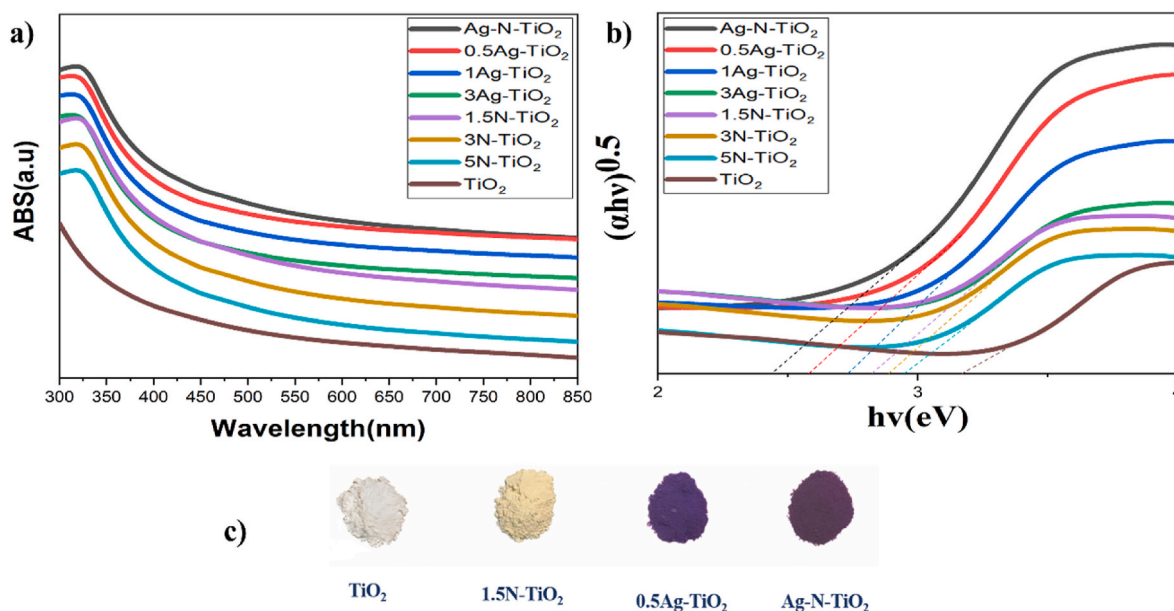 a)
Ag-N-TiO₂
0.5Ag-TiO₂
1Ag-TiO₂
3Ag-TiO₂
1.5N-TiO₂
3N-TiO₂
5N-TiO₂
TiO₂
ABS(a.u)
300 350 400 450 500 550 600 650 700 750 800 850
Wavelength(nm)
b)
Ag-N-TiO₂
0.5Ag-TiO₂
1Ag-TiO₂
3Ag-TiO₂
1.5N-TiO₂
3N-TiO₂
5N-TiO₂
TiO₂
(αhν)0.5
2 3
hν(eV)
c)
TiO₂ 1.5N-TiO₂ 0.5Ag-TiO₂ Ag-N-TiO₂